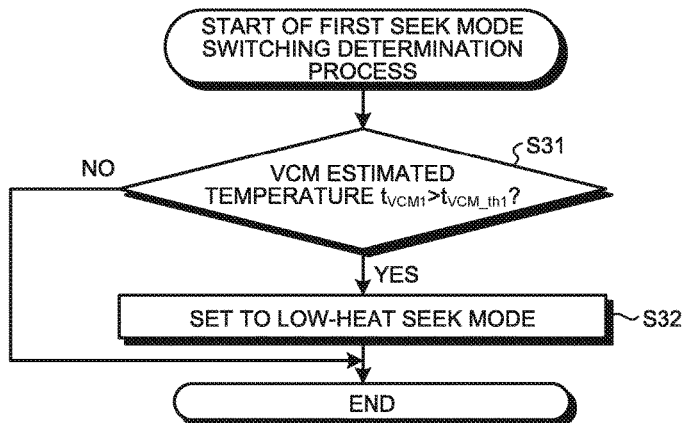 START OF FIRST SEEK MODE
SWITCHING DETERMINATION
PROCESS
S31
NO
VCM ESTIMATED
TEMPERATURE tVCM1>tVCM_th1?
YES
SET TO LOW-HEAT SEEK MODE
S32
END